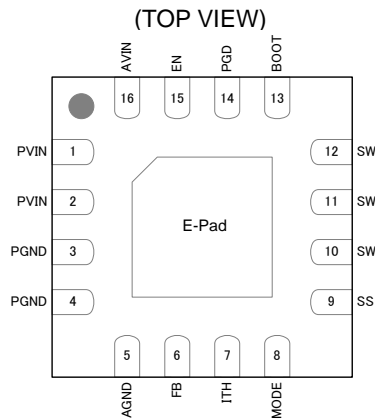 (TOP VIEW)
AVIN EN PGD BOOT
16 15 14 13
PVIN 1 12 SW
PVIN 2 11 SW
E-Pad
PGND 3 10 SW
PGND 4 9 SS
5 6 7 8
AGND FB ITH MODE